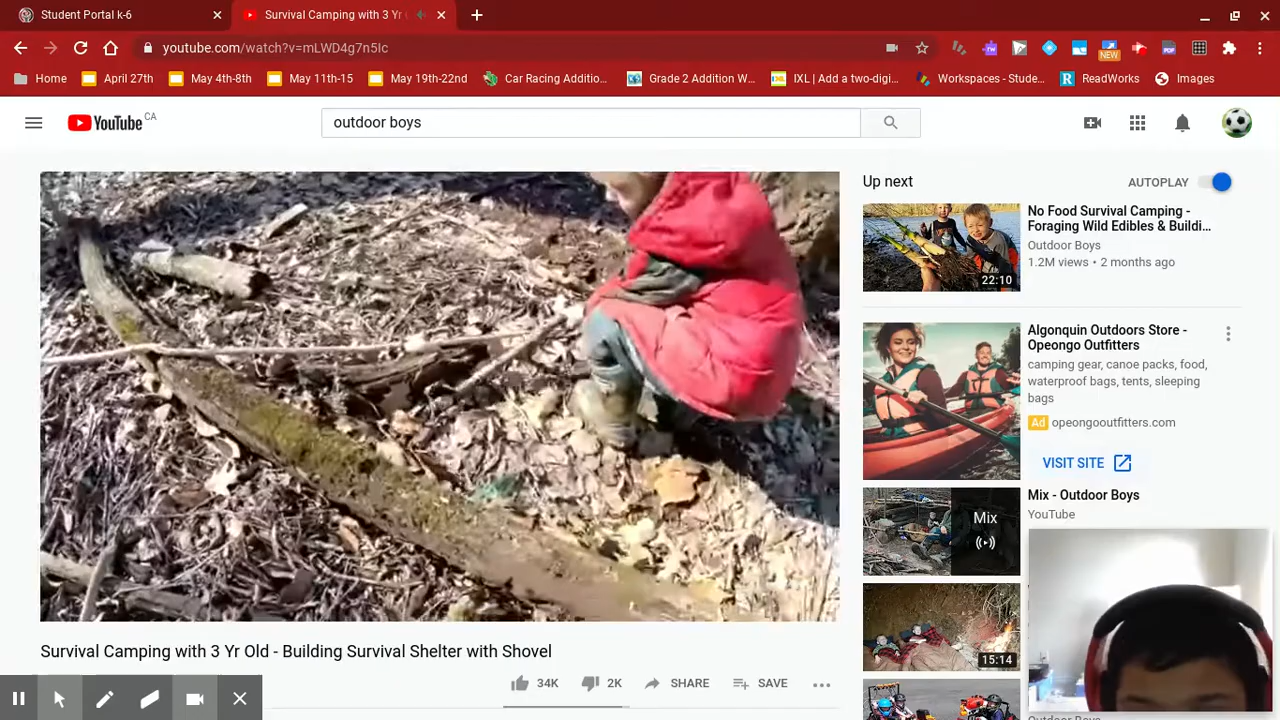 Student Portal k-6
Survival Camping with 3 Yr
youtube.com/watch?v=mLWD4g7n5Ic
NEW
Home
April 27th
May 4th-8th
May 11th-15
May 19th-22nd
Car Racing Additio...
Grade 2 Addition W...
IXL | Add a two-digi...
Workspaces - Stude...
ReadWorks
Images
YouTube CA
outdoor boys
Up next
AUTOPLAY
No Food Survival Camping -
Foraging Wild Edibles & Buildi...
Outdoor Boys
1.2M views • 2 months ago
22:10
Algonquin Outdoors Store -
Opeongo Outfitters
camping gear, canoe packs, food,
waterproof bags, tents, sleeping
bags
Ad opeongooutfitters.com
VISIT SITE
Mix - Outdoor Boys
YouTube
Mix
15:14
Survival Camping with 3 Yr Old - Building Survival Shelter with Shovel
34K 2K SHARE SAVE